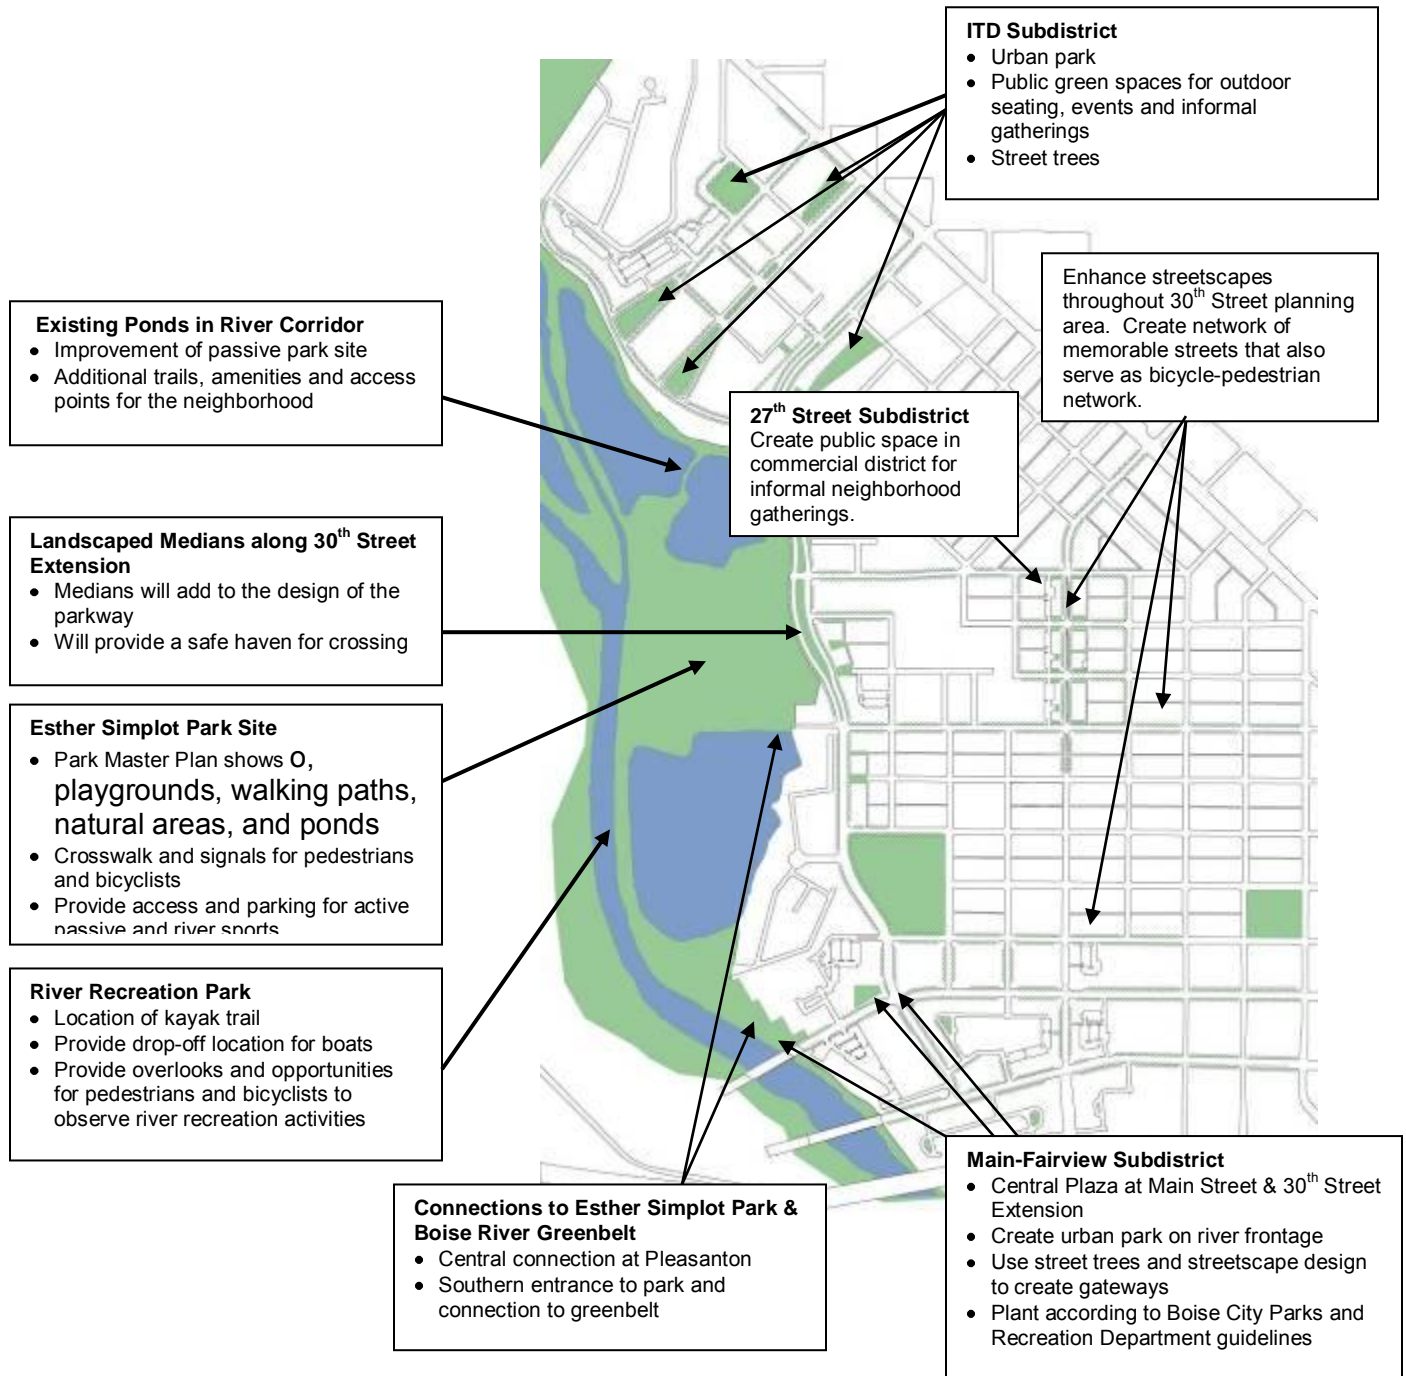 ITD Subdistrict
• Urban park
• Public green spaces for outdoor
seating, events and informal
gatherings
• Street trees
Enhance streetscapes
throughout 30th Street planning
area. Create network of
memorable streets that also
serve as bicycle-pedestrian
network.
Existing Ponds in River Corridor
• Improvement of passive park site
• Additional trails, amenities and access
points for the neighborhood
27th Street Subdistrict
Create public space in
commercial district for
informal neighborhood
gatherings.
Landscaped Medians along 30th Street
Extension
• Medians will add to the design of the
parkway
• Will provide a safe haven for crossing
Esther Simplot Park Site
• Park Master Plan shows O,
playgrounds, walking paths,
natural areas, and ponds
• Crosswalk and signals for pedestrians
and bicyclists
• Provide access and parking for active
passive and river sports
River Recreation Park
• Location of kayak trail
• Provide drop-off location for boats
• Provide overlooks and opportunities
for pedestrians and bicyclists to
observe river recreation activities
Connections to Esther Simplot Park &
Boise River Greenbelt
• Central connection at Pleasanton
• Southern entrance to park and
connection to greenbelt
Main-Fairview Subdistrict
• Central Plaza at Main Street & 30th Street
Extension
• Create urban park on river frontage
• Use street trees and streetscape design
to create gateways
• Plant according to Boise City Parks and
Recreation Department guidelines